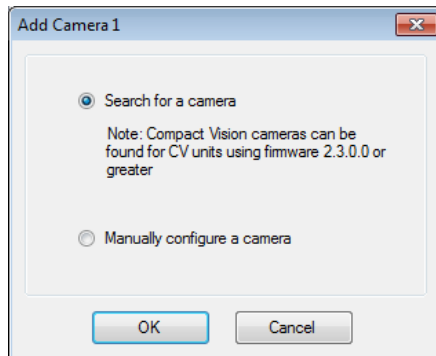 Add Camera 1
Search for a camera
Note: Compact Vision cameras can be
found for CV units using firmware 2.3.0.0 or
greater
Manually configure a camera
OK Cancel